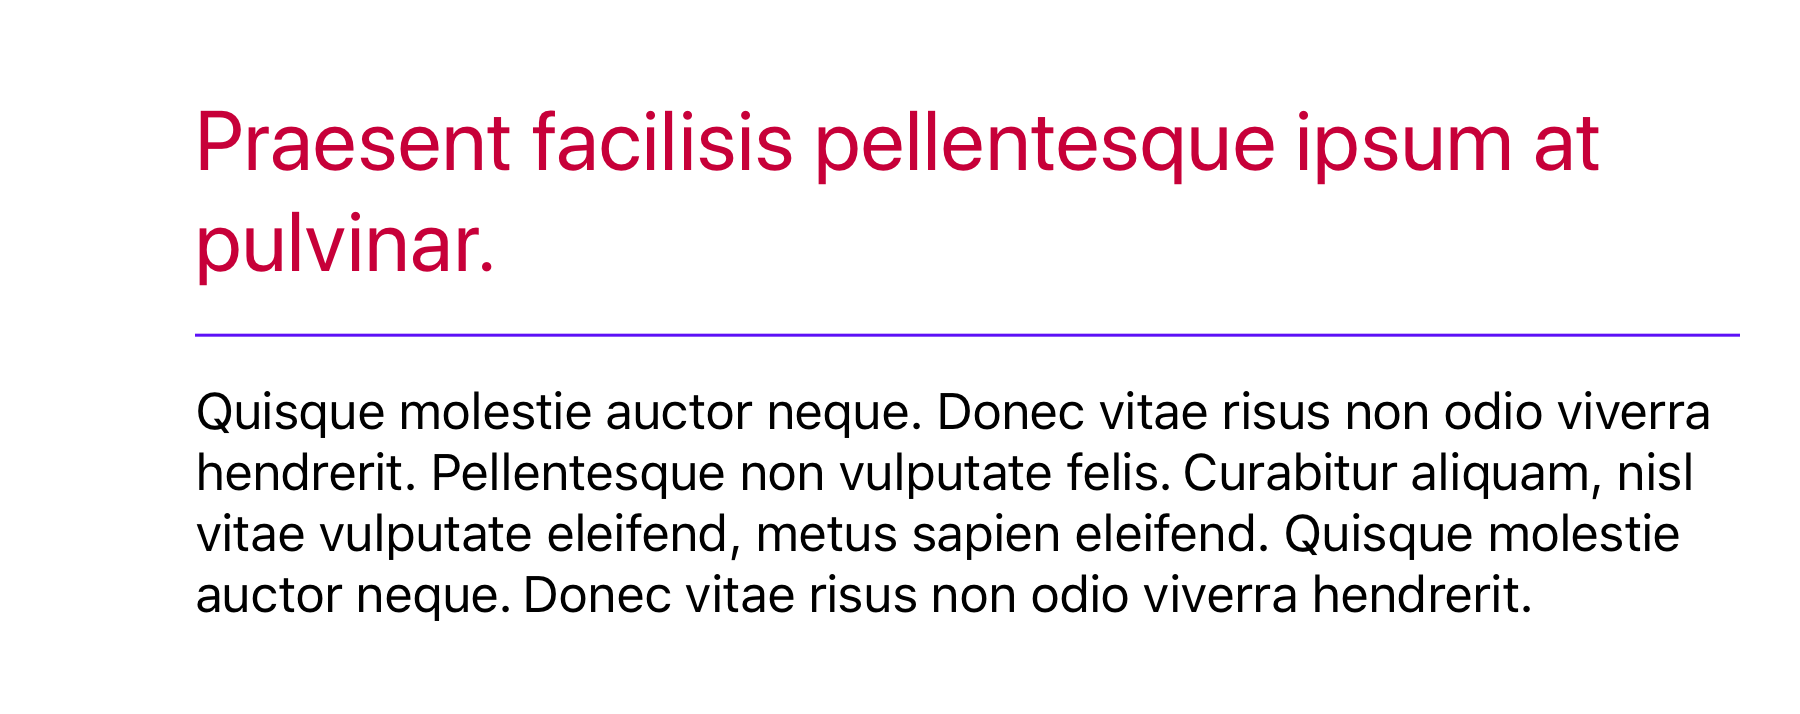 Praesent facilisis pellentesque ipsum at
pulvinar.
Quisque molestie auctor neque. Donec vitae risus non odio viverra
hendrerit. Pellentesque non vulputate felis. Curabitur aliquam, nisl
vitae vulputate eleifend, metus sapien eleifend. Quisque molestie
auctor neque. Donec vitae risus non odio viverra hendrerit.